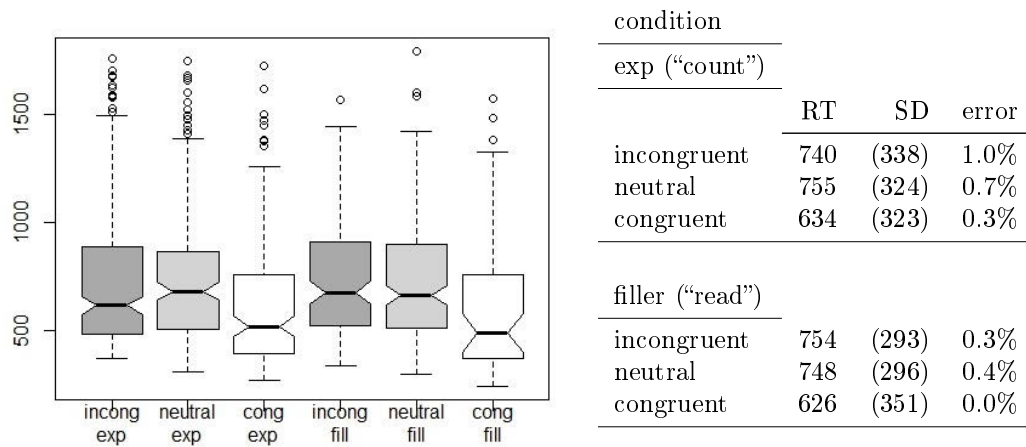 1500
1000
500
incong exp
neutral exp
cong exp
incong fill
neutral fill
cong fill
condition
exp (“count”)
RT SD error
incongruent 740 (338) 1.0%
neutral 755 (324) 0.7%
congruent 634 (323) 0.3%
filler (“read”)
incongruent 754 (293) 0.3%
neutral 748 (296) 0.4%
congruent 626 (351) 0.0%